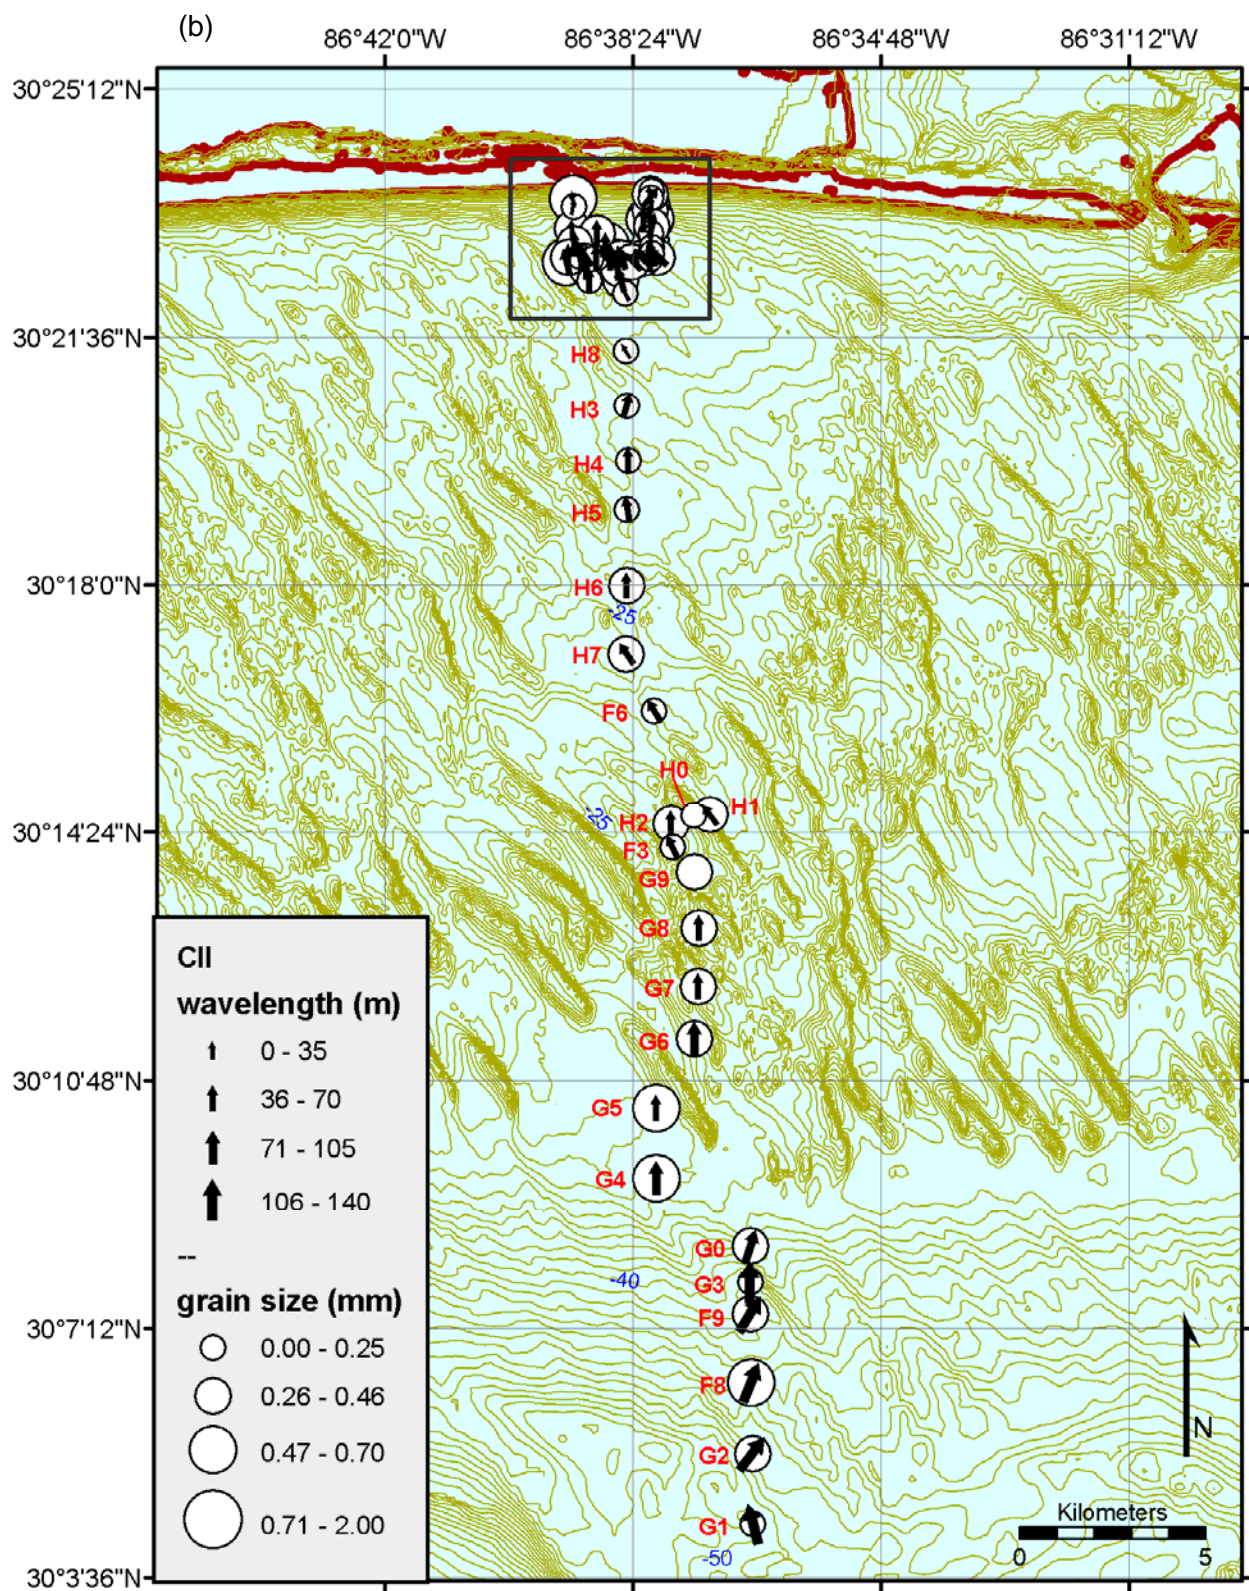 (b)
86°42'0"W 86°38'24"W 86°34'48"W 86°31'12"W
30°25'12"N
30°21'36"N
H8
H3
H4
H5
30°18'0"N
H6
-25
H7
F6
H0
H1
-25
H2
30°14'24"N
F3
G9
G8
G7
G6
30°10'48"N
G5
G4
G0
-40
G3
F9
30°7'12"N
F8
G2
G1
-50
30°3'36"N
CII
wavelength (m)
0 - 35
36 - 70
71 - 105
106 - 140
--
grain size (mm)
0.00 - 0.25
0.26 - 0.46
0.47 - 0.70
0.71 - 2.00
N
Kilometers
0 5